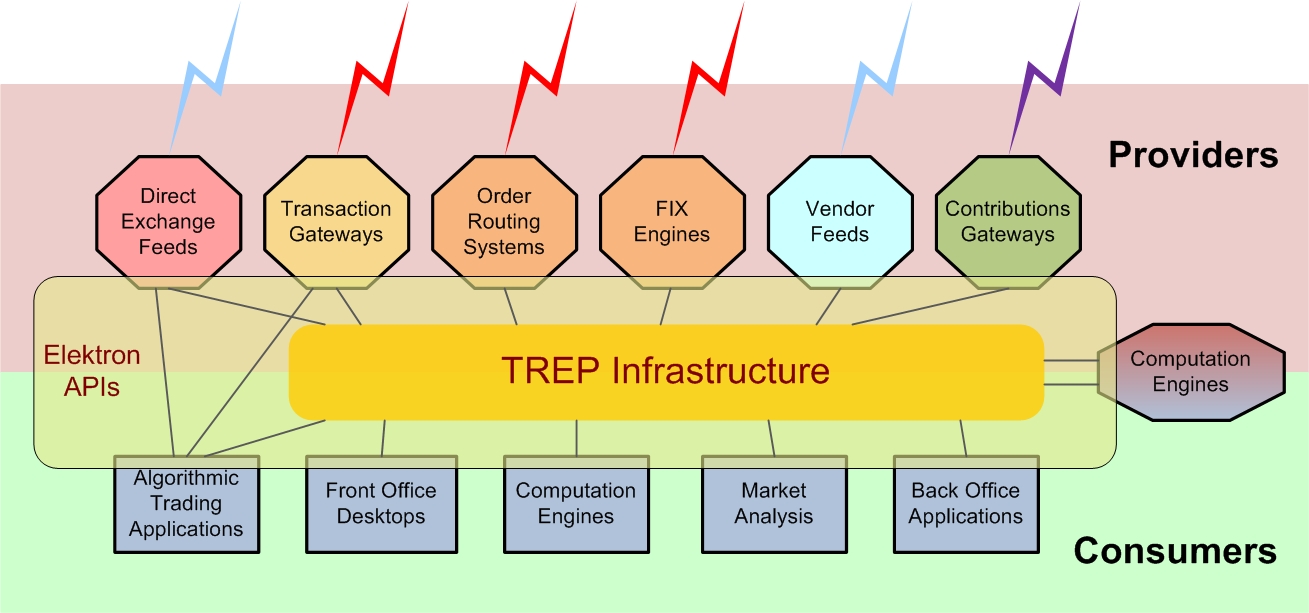 Providers
Direct
Exchange
Feeds
Transaction
Gateways
Order
Routing
Systems
FIX
Engines
Vendor
Feeds
Contributions
Gateways
Elektron
APIs
TREP Infrastructure
Computation
Engines
Algorithmic
Trading
Applications
Front Office
Desktops
Computation
Engines
Market
Analysis
Back Office
Applications
Consumers